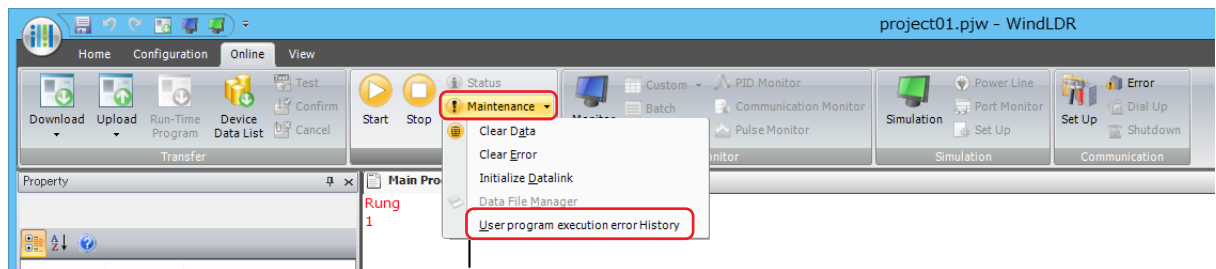 project01.pjw - WindLDR
Home Configuration Online View
Download Upload Run-Time Program Device Data List Test Confirm Cancel
Transfer
Start Stop Status Maintenance
Custom Batch PID Monitor Communication Monitor Pulse Monitor
Simulation Power Line Port Monitor Set Up
Simulation
Set Up Error Dial Up Shutdown
Communication
Clear Data
Clear Error
Initialize Datalink
Data File Manager
User program execution error History
Property
Main Pro
Rung
1